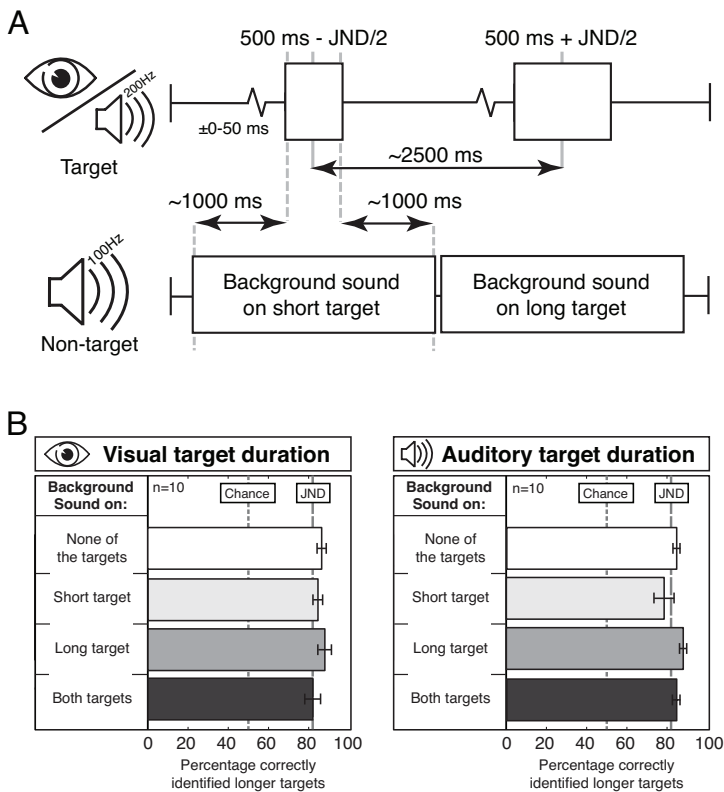 A
500 ms - JND/2
500 ms + JND/2
200Hz
±0-50 ms
Target
~2500 ms
~1000 ms
~1000 ms
100Hz
Background sound
on short target
Background sound
on long target
Non-target
B
Visual target duration
Background
Sound on:
n=10
Chance
JND
None of
the targets
Short target
Long target
Both targets
0 20 40 60 80 100
Percentage correctly
identified longer targets
Auditory target duration
Background
Sound on:
n=10
Chance
JND
None of
the targets
Short target
Long target
Both targets
0 20 40 60 80 100
Percentage correctly
identified longer targets